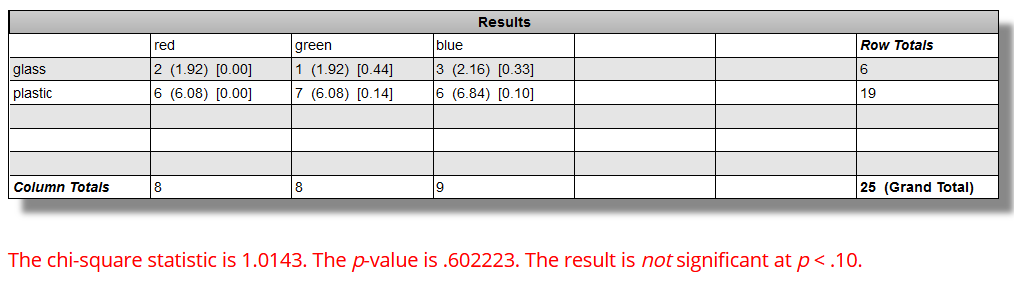 Results
red green blue Row Totals
glass 2 (1.92) [0.00] 1 (1.92) [0.44] 3 (2.16) [0.33] 6
plastic 6 (6.08) [0.00] 7 (6.08) [0.14] 6 (6.84) [0.10] 19
Column Totals 8 8 9 25 (Grand Total)
The chi-square statistic is 1.0143. The p-value is .602223. The result is not significant at p < .10.